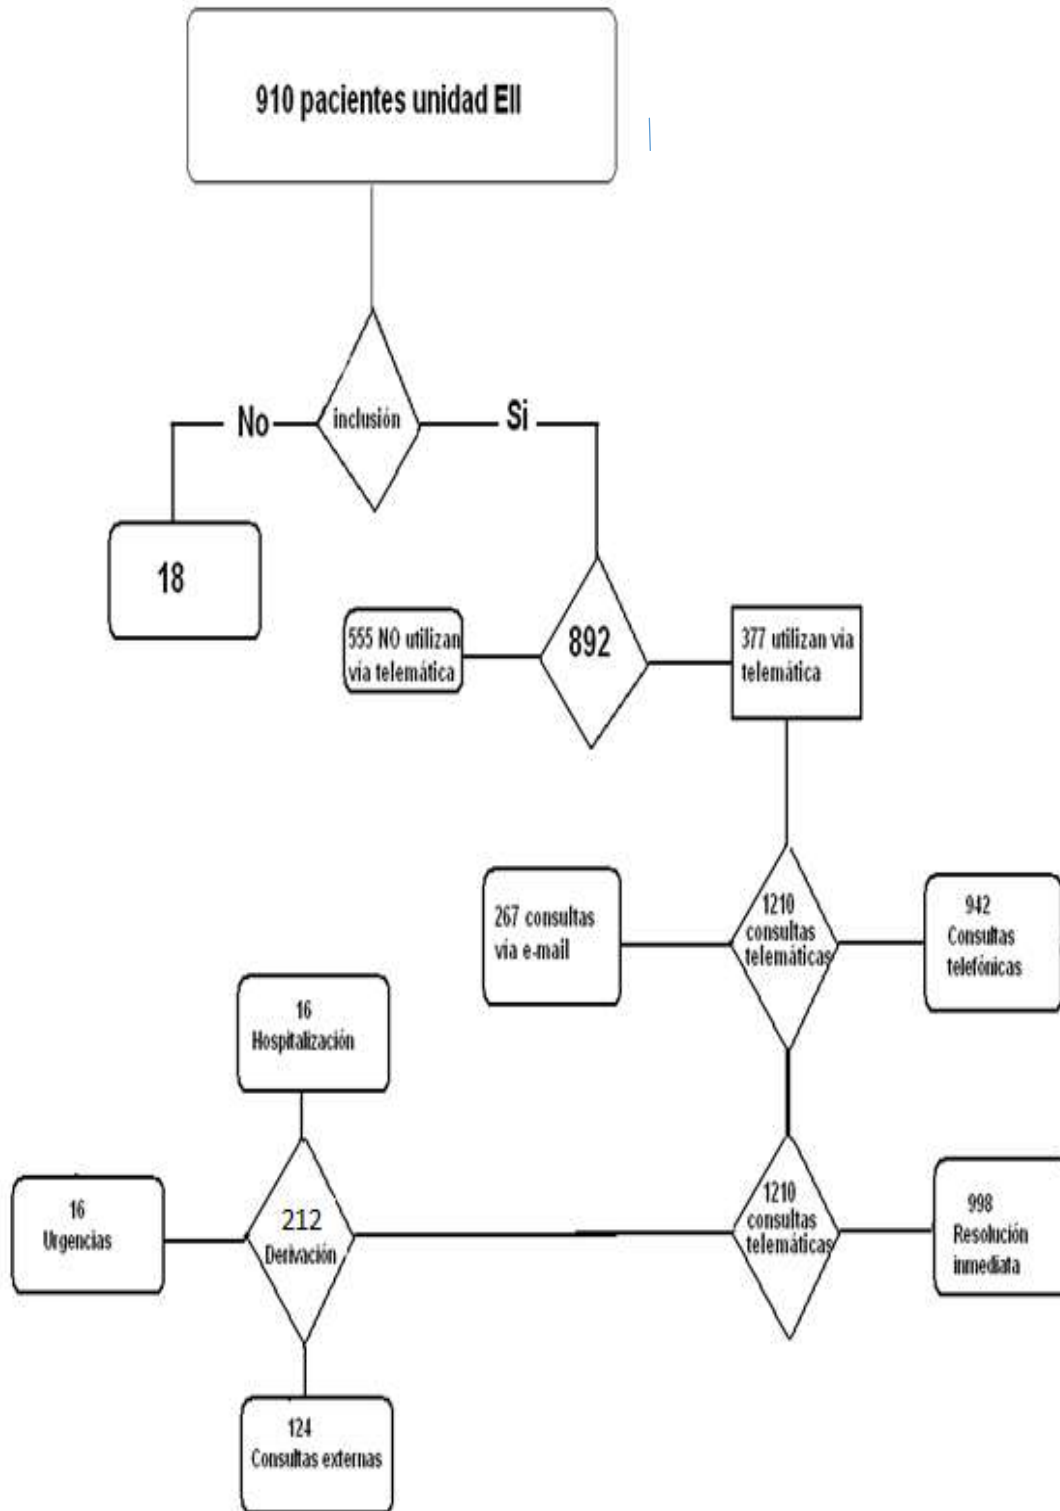 910 pacientes unidad EII
inclusión
No
Si
18
892
555 NO utilizan
via telemática
377 utilizan via
telemática
1210
consultas
telemáticas
267 consultas
via e-mail
942
Consultas
telefónicas
1210
consultas
telemáticas
998
Resolución
inmediata
212
Derivación
16
Hospitalización
16
Urgencias
124
Consultas externas